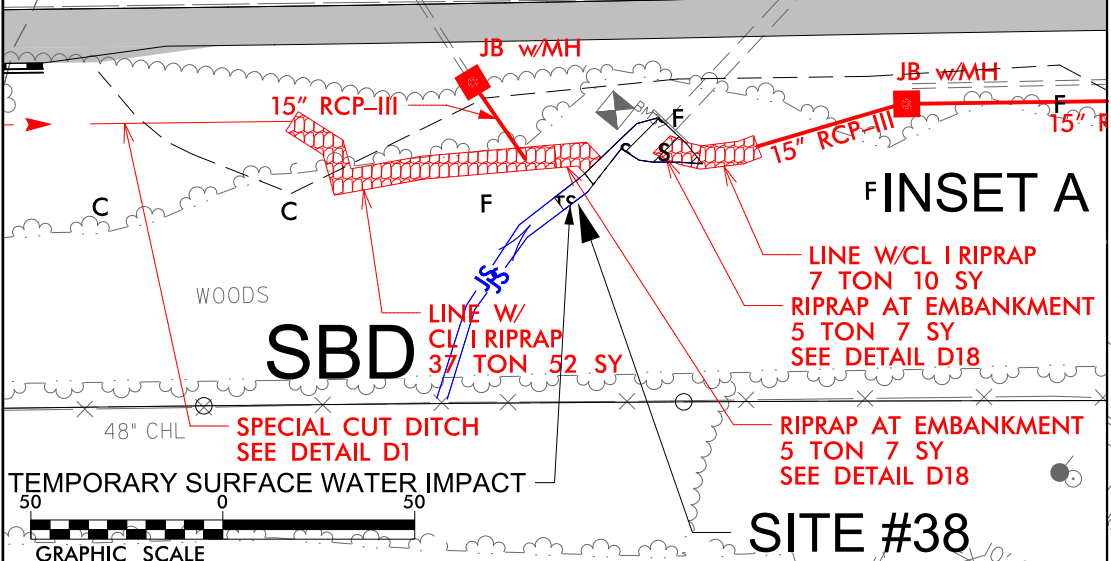 JB w/MH
JB w/MH
15" RCP-III
BM
F
F
15" R
15" RCP-III
S
C
C
F
F
INSET A
LINE W/CL I RIPRAP
7 TON 10 SY
WOODS
JS
JS
RIPRAP AT EMBANKMENT
5 TON 7 SY
SEE DETAIL D18
LINE W/
CL I RIPRAP
37 TON 52 SY
SBD
48" CHL
SPECIAL CUT DITCH
SEE DETAIL D1
RIPRAP AT EMBANKMENT
5 TON 7 SY
SEE DETAIL D18
TEMPORARY SURFACE WATER IMPACT
50 0 50
GRAPHIC SCALE
SITE #38